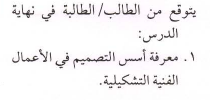 يتوقع من الطالب/الطالبة في نهاية
الدرس:
١. معرفة أسس التصميم في الأعمال
الفنية التشكيلية.